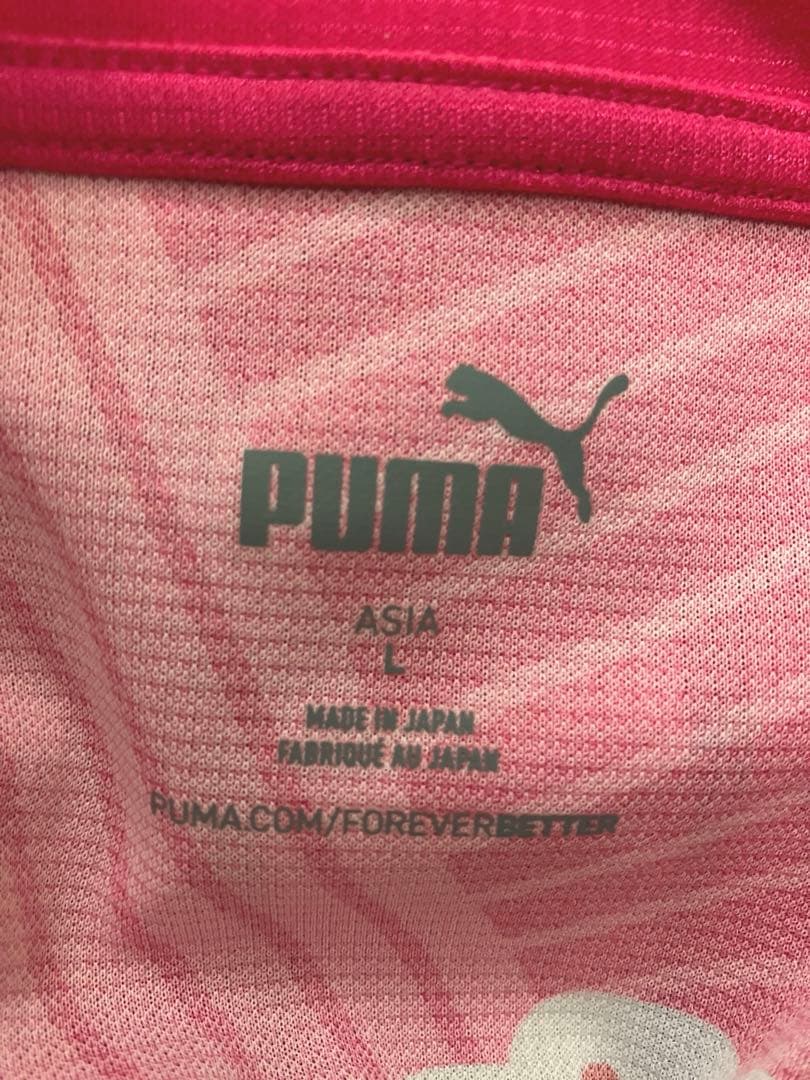 PUMA
ASIA
L
MADE IN JAPAN
FABRIQUÉ AU JAPAN
PUMA.COM/FOREVERBETTER